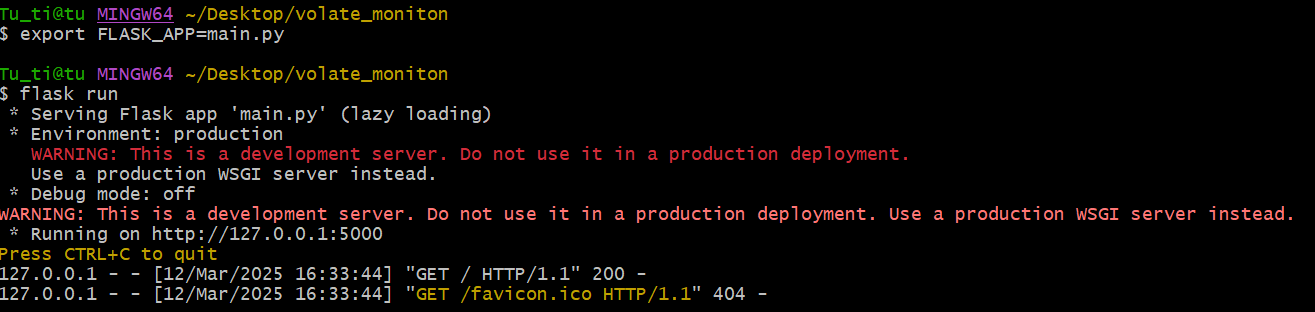 Tu_ti@tu MINGW64 ~/Desktop/volate_moniton
$ export FLASK_APP=main.py
Tu_ti@tu MINGW64 ~/Desktop/volate_moniton
$ flask run
 * Serving Flask app 'main.py' (lazy loading)
 * Environment: production
   WARNING: This is a development server. Do not use it in a production deployment.
   Use a production WSGI server instead.
 * Debug mode: off
WARNING: This is a development server. Do not use it in a production deployment. Use a production WSGI server instead.
 * Running on http://127.0.0.1:5000
Press CTRL+C to quit
127.0.0.1 - - [12/Mar/2025 16:33:44] "GET / HTTP/1.1" 200 -
127.0.0.1 - - [12/Mar/2025 16:33:44] "GET /favicon.ico HTTP/1.1" 404 -